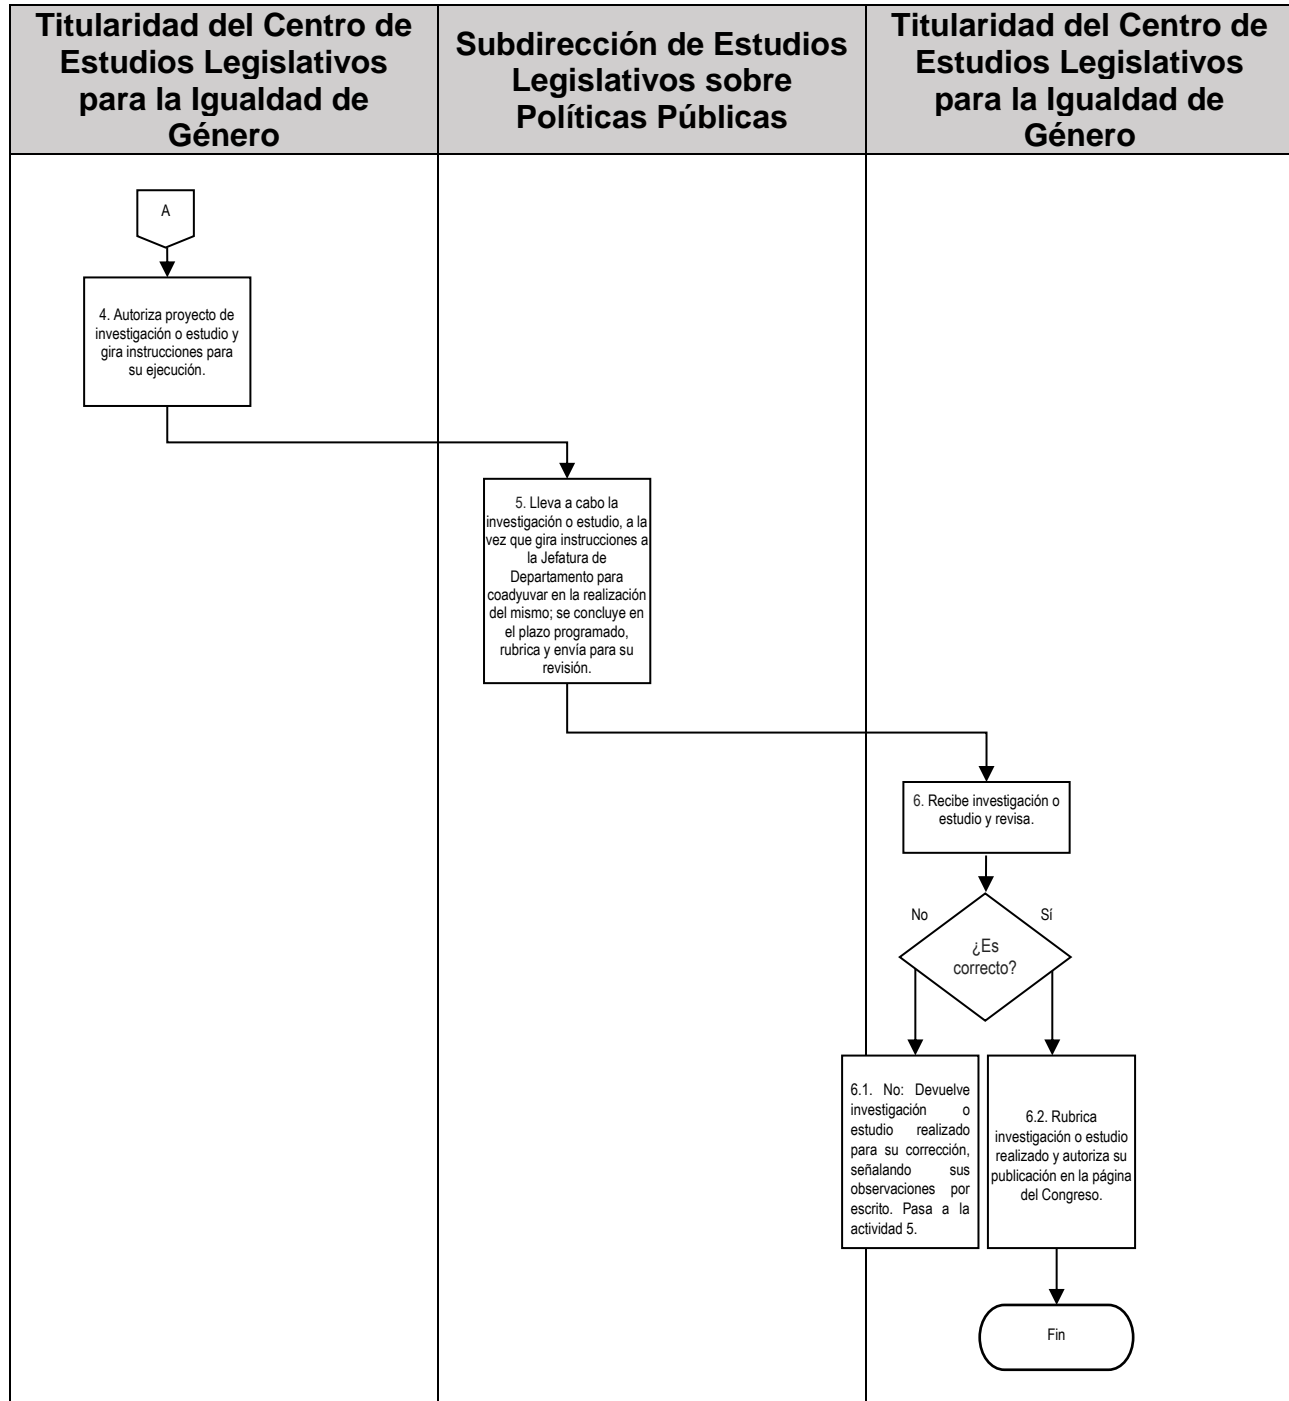 Titularidad del Centro de
Estudios Legislativos
para la Igualdad de
Género
Subdirección de Estudios
Legislativos sobre
Políticas Públicas
Titularidad del Centro de
Estudios Legislativos
para la Igualdad de
Género
A
4. Autoriza proyecto de
investigación o estudio y
gira instrucciones para
su ejecución.
5. Lleva a cabo la
investigación o estudio, a la
vez que gira instrucciones a
la Jefatura de
Departamento para
coadyuvar en la realización
del mismo; se concluye en
el plazo programado,
rubrica y envía para su
revisión.
6. Recibe investigación o
estudio y revisa.
No
Sí
¿Es
correcto?
6.1. No: Devuelve
investigación o
estudio realizado
para su corrección,
señalando sus
observaciones por
escrito. Pasa a la
actividad 5.
6.2. Rubrica
investigación o estudio
realizado y autoriza su
publicación en la página
del Congreso.
Fin